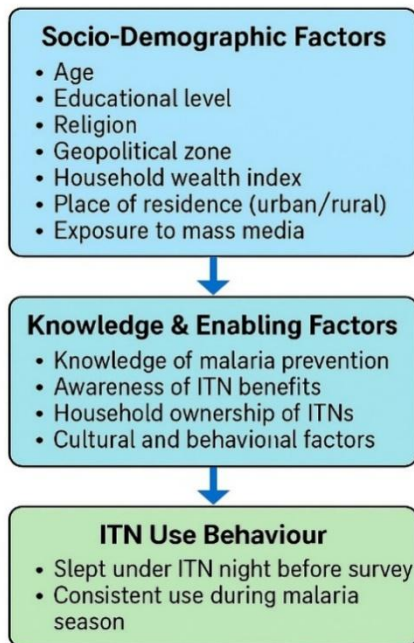 Socio-Demographic Factors
• Age
• Educational level
• Religion
• Geopolitical zone
• Household wealth index
• Place of residence (urban/rural)
• Exposure to mass media
Knowledge & Enabling Factors
• Knowledge of malaria prevention
• Awareness of ITN benefits
• Household ownership of ITNs
• Cultural and behavional factors
ITN Use Behaviour
• Slept under ITN night before survey
• Consistent use during malaria
season